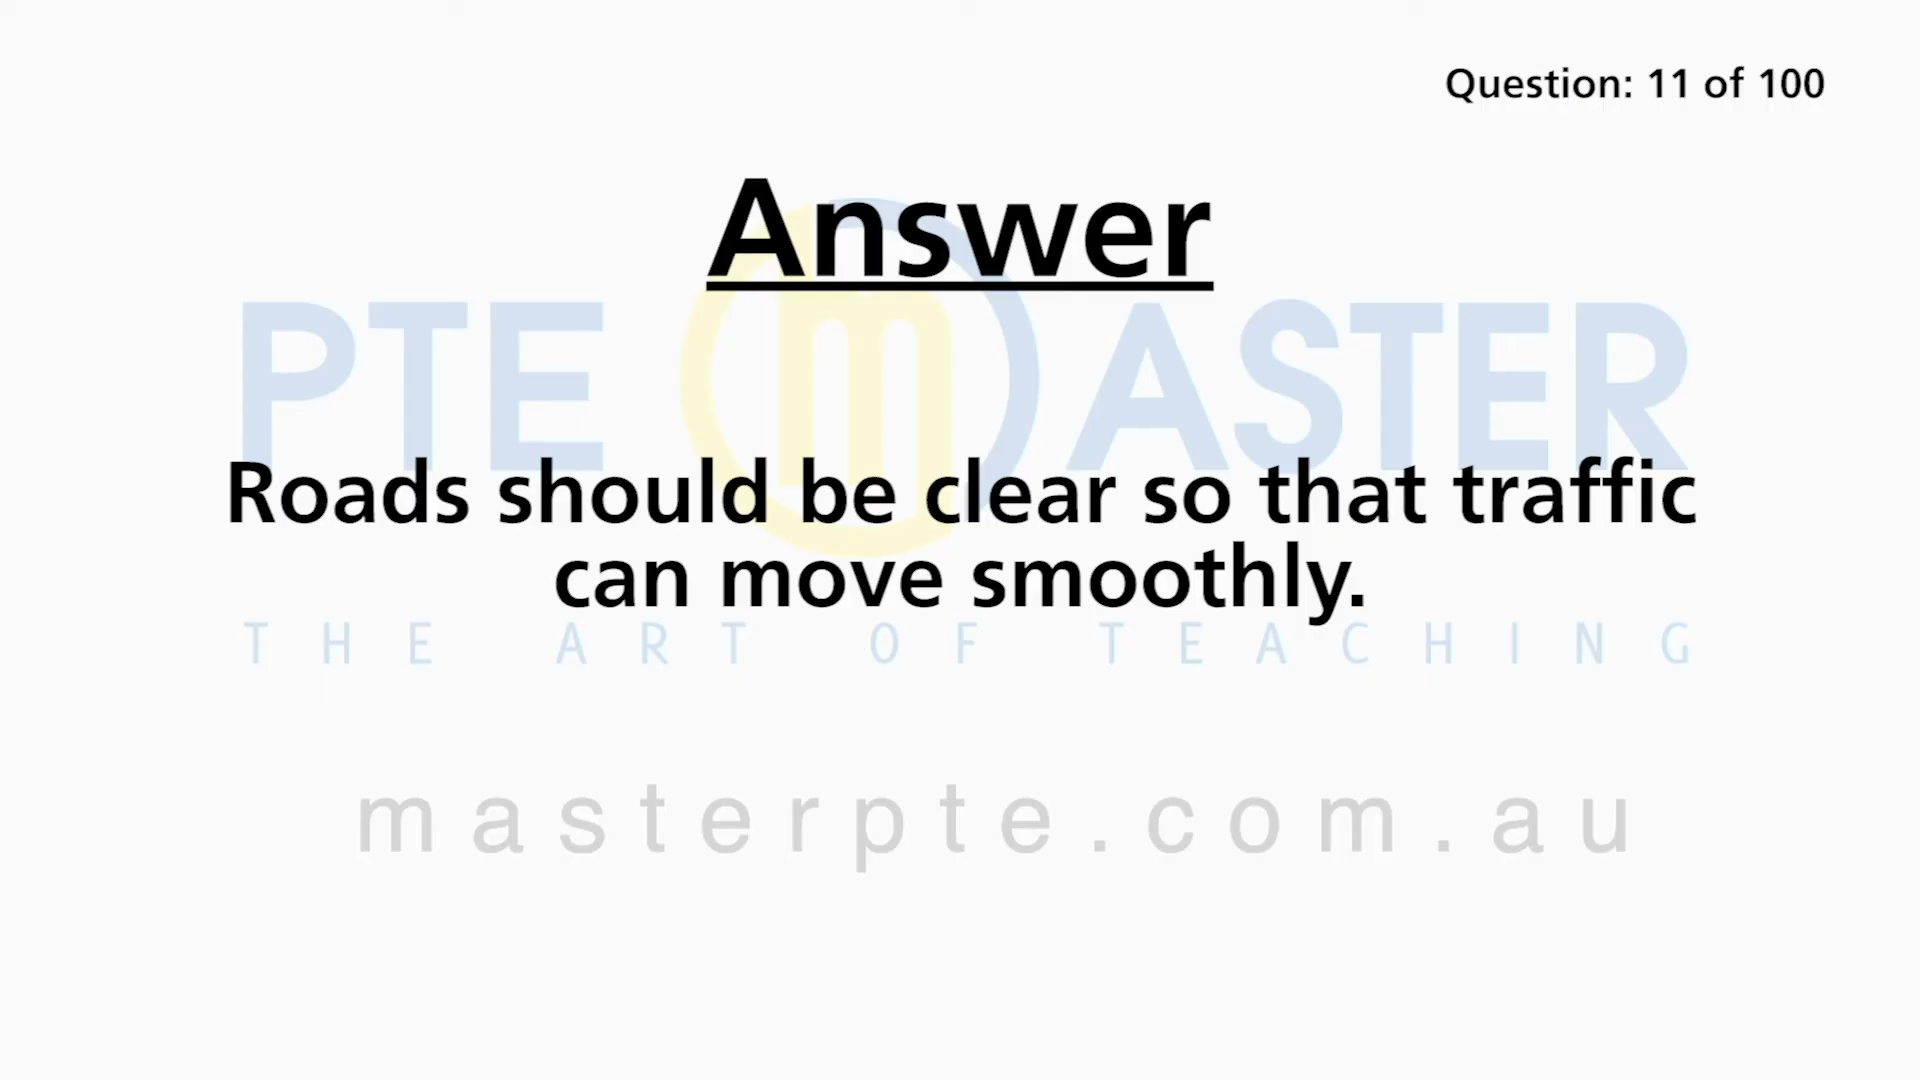 Question: 11 of 100
Answer
PTE MASTER
Roads should be clear so that traffic
can move smoothly.
THE ART OF TEACHING
masterpte.com.au